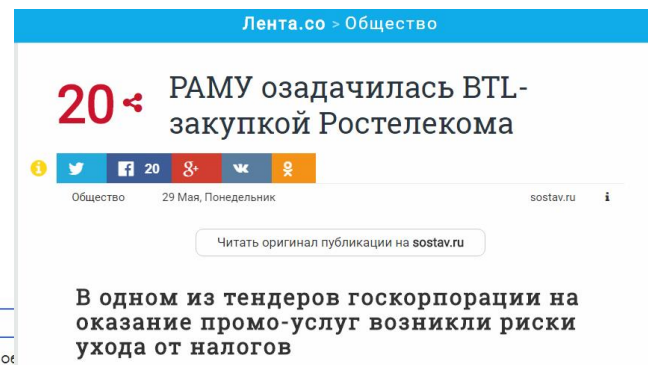 Лента.со > Общество
20
РАМУ озадачилась BTL-
закупкой Ростелекома
20
Общество
29 Мая, Понедельник
sostav.ru
Читать оригинал публикации на sostav.ru
В одном из тендеров госкорпорации на
оказание промо-услуг возникли риски
ухода от налогов